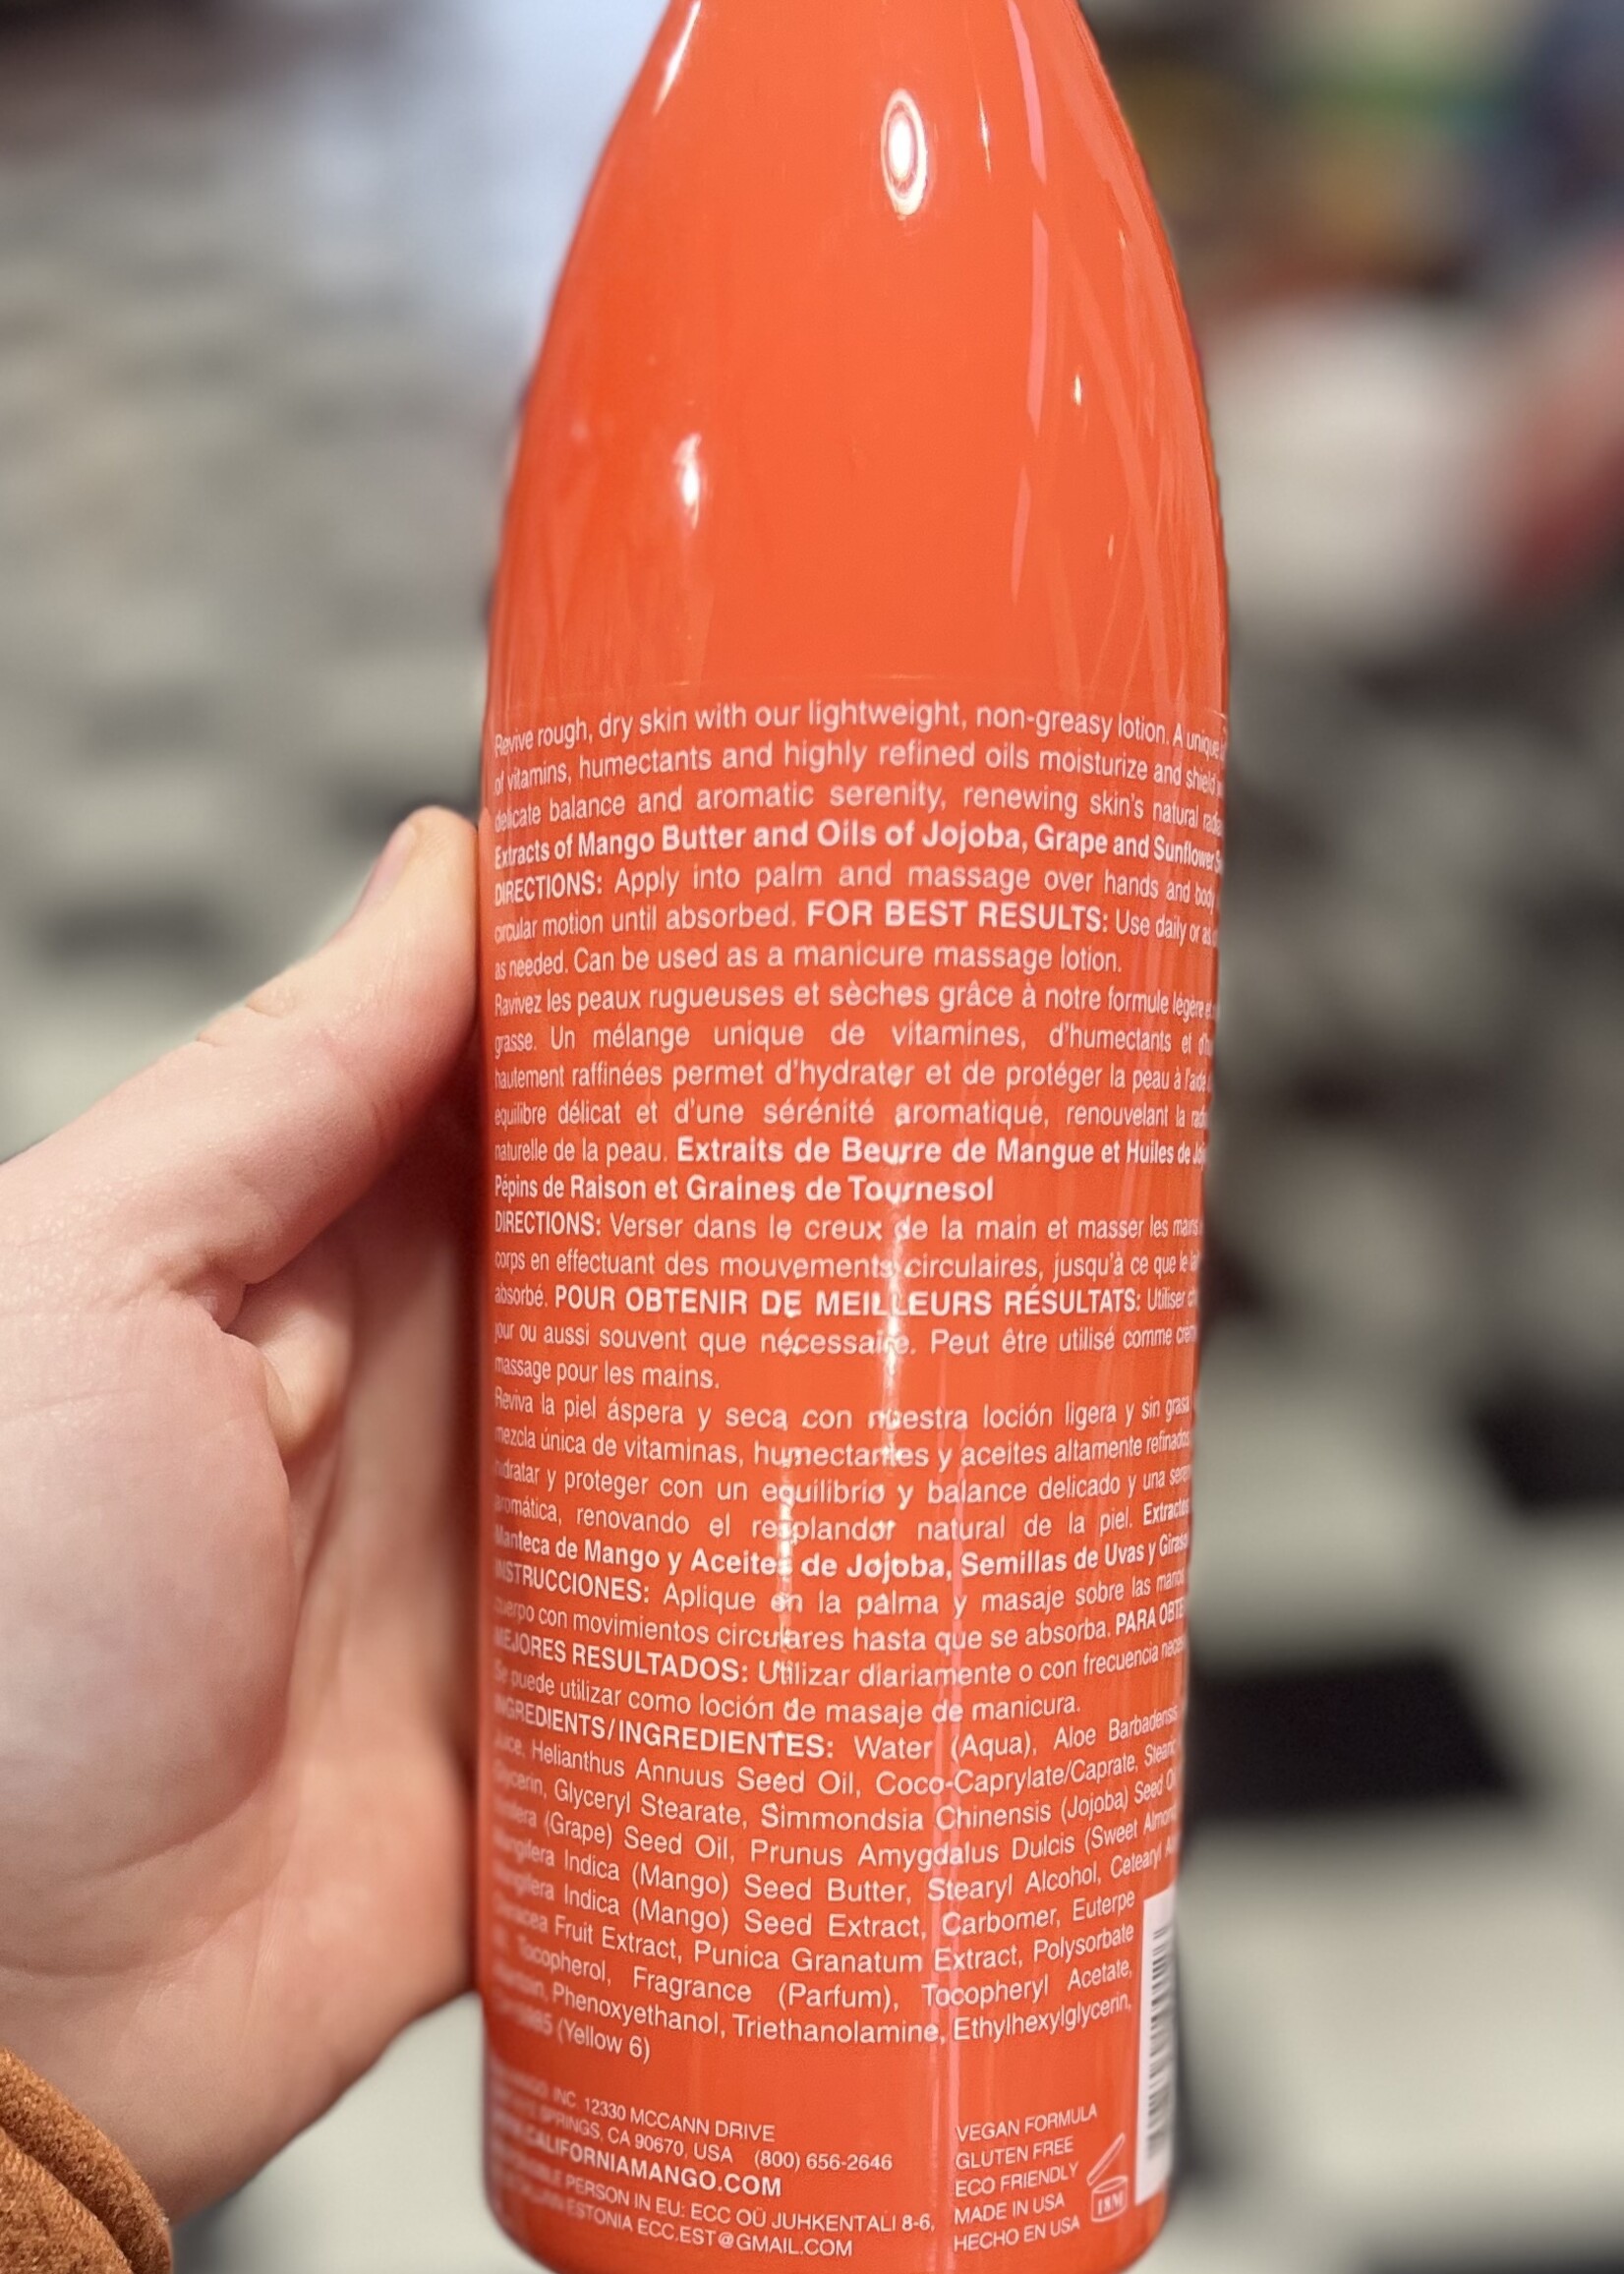 Revive rough, dry skin with our lightweight, non-greasy lotion. A unique
of vitamins, humectants and highly refined oils moisturize and shield
delicate balance and aromatic serenity, renewing skin's natural
Extracts of Mango Butter and Oils of Jojoba, Grape and Sunflower
DIRECTIONS: Apply into palm and massage over hands and body
circular motion until absorbed. FOR BEST RESULTS: Use daily or as
as needed. Can be used as a manicure massage lotion.
Ravivez les peaux rugueuses et sèches grâce à notre formule légère et
grasse. Un mélange unique de vitamines, d'humectants et
hautement raffinées permet d'hydrater et de protéger la peau à l'aide
équilibre délicat et d'une sérénité aromatique, renouvelant la
naturelle de la peau. Extraits de Beurre de Mangue et Huiles de
Pépins de Raison et Graines de Tournesol
DIRECTIONS: Verser dans le creux de la main et masser les mains
corps en effectuant des mouvements circulaires, jusqu'à ce que le
absorbé. POUR OBTENIR DE MEILLEURS RÉSULTATS: Utiliser
jour ou aussi souvent que nécessaire. Peut être utilisé comme
massage pour les mains.
Reviva la piel áspera y seca con nuestra loción ligera y sin grasa
mezcla única de vitaminas, humectantes y aceites altamente refinados
hidratar y proteger con un equilibrio y balance delicado y una
aromática, renovando el resplandor natural de la piel. Extractos
Manteca de Mango y Aceites de Jojoba, Semillas de Uvas y
INSTRUCCIONES: Aplique en la palma y masaje sobre las manos
cuerpo con movimientos circulares hasta que se absorba. PARA
MEJORES RESULTADOS: Utilizar diariamente o con frecuencia
Se puede utilizar como loción de masaje de manicura.
INGREDIENTS/INGREDIENTES: Water (Aqua), Aloe Barbadensis
Juice, Helianthus Annuus Seed Oil, Coco-Caprylate/Caprate,
Glycerin, Glyceryl Stearate, Simmondsia Chinensis (Jojoba) Seed
(Grape) Seed Oil, Prunus Amygdalus Dulcis (Sweet
Mangifera Indica (Mango) Seed Butter, Stearyl Alcohol,
Mangifera Indica (Mango) Seed Extract, Carbomer, Euterpe
Oleracea Fruit Extract, Punica Granatum Extract, Polysorbate
Tocopherol, Fragrance (Parfum), Tocopheryl Acetate,
Phenoxyethanol, Triethanolamine, Ethylhexylglycerin,
(Yellow 6)
INC. 12330 MCCANN DRIVE
SPRINGS, CA 90670, USA (800) 656-2646
WWW.CALIFORNIAMANGO.COM
PERSON IN EU: ECC OÜ JUHKENTALI 8-6,
ESTONIA ECC.EST@GMAIL.COM
VEGAN FORMULA
GLUTEN FREE
ECO FRIENDLY
MADE IN USA
HECHO EN USA
18M